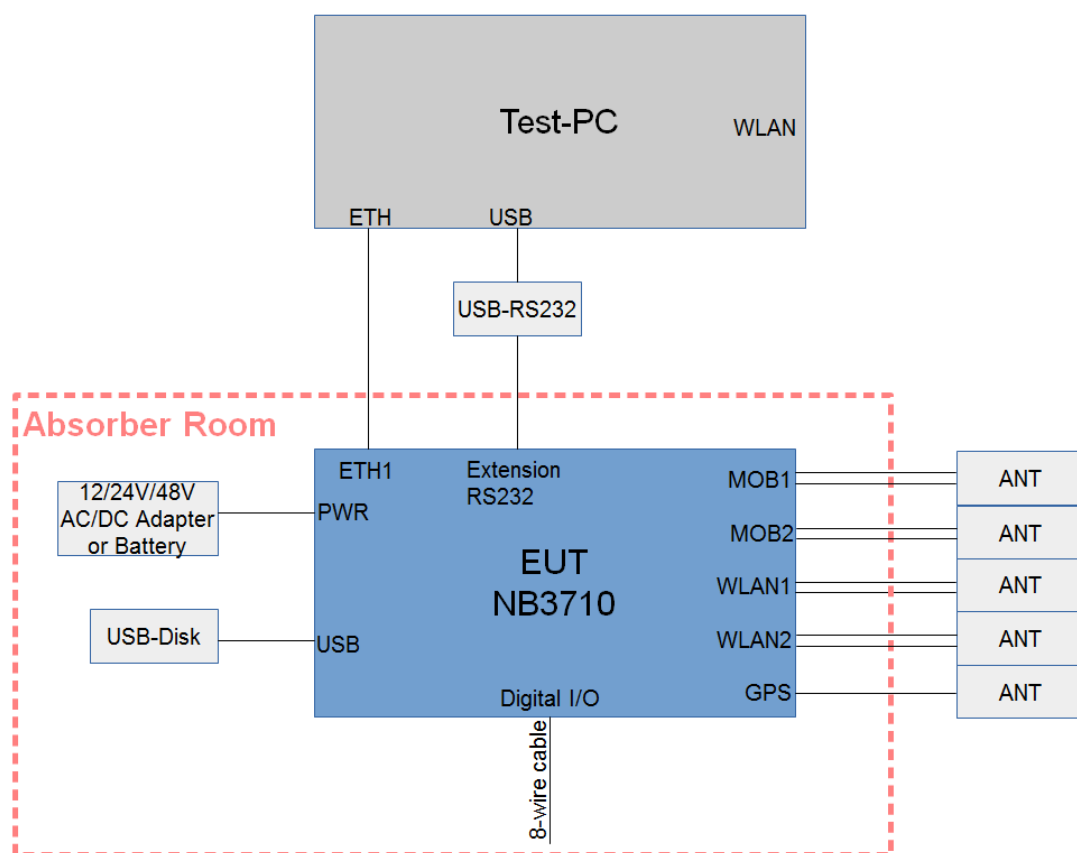 Test-PC
WLAN
ETH
USB
USB-RS232
Absorber Room
ETH1
Extension
RS232
MOB1
ANT
12/24V/48V
AC/DC Adapter
or Battery
PWR
MOB2
ANT
EUT
NB3710
WLAN1
ANT
USB-Disk
USB
WLAN2
ANT
Digital I/O
GPS
ANT
8-wire cable